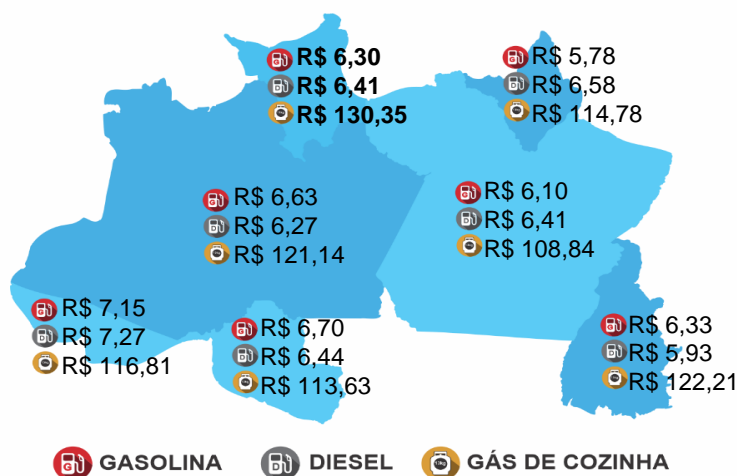 R$ 6,30
R$ 6,41
R$ 130,35
R$ 5,78
R$ 6,58
R$ 114,78
R$ 6,63
R$ 6,27
R$ 121,14
R$ 6,10
R$ 6,41
R$ 108,84
R$ 7,15
R$ 7,27
R$ 116,81
R$ 6,70
R$ 6,44
R$ 113,63
R$ 6,33
R$ 5,93
R$ 122,21
G GASOLINA D DIESEL 13kg GÁS DE COZINHA